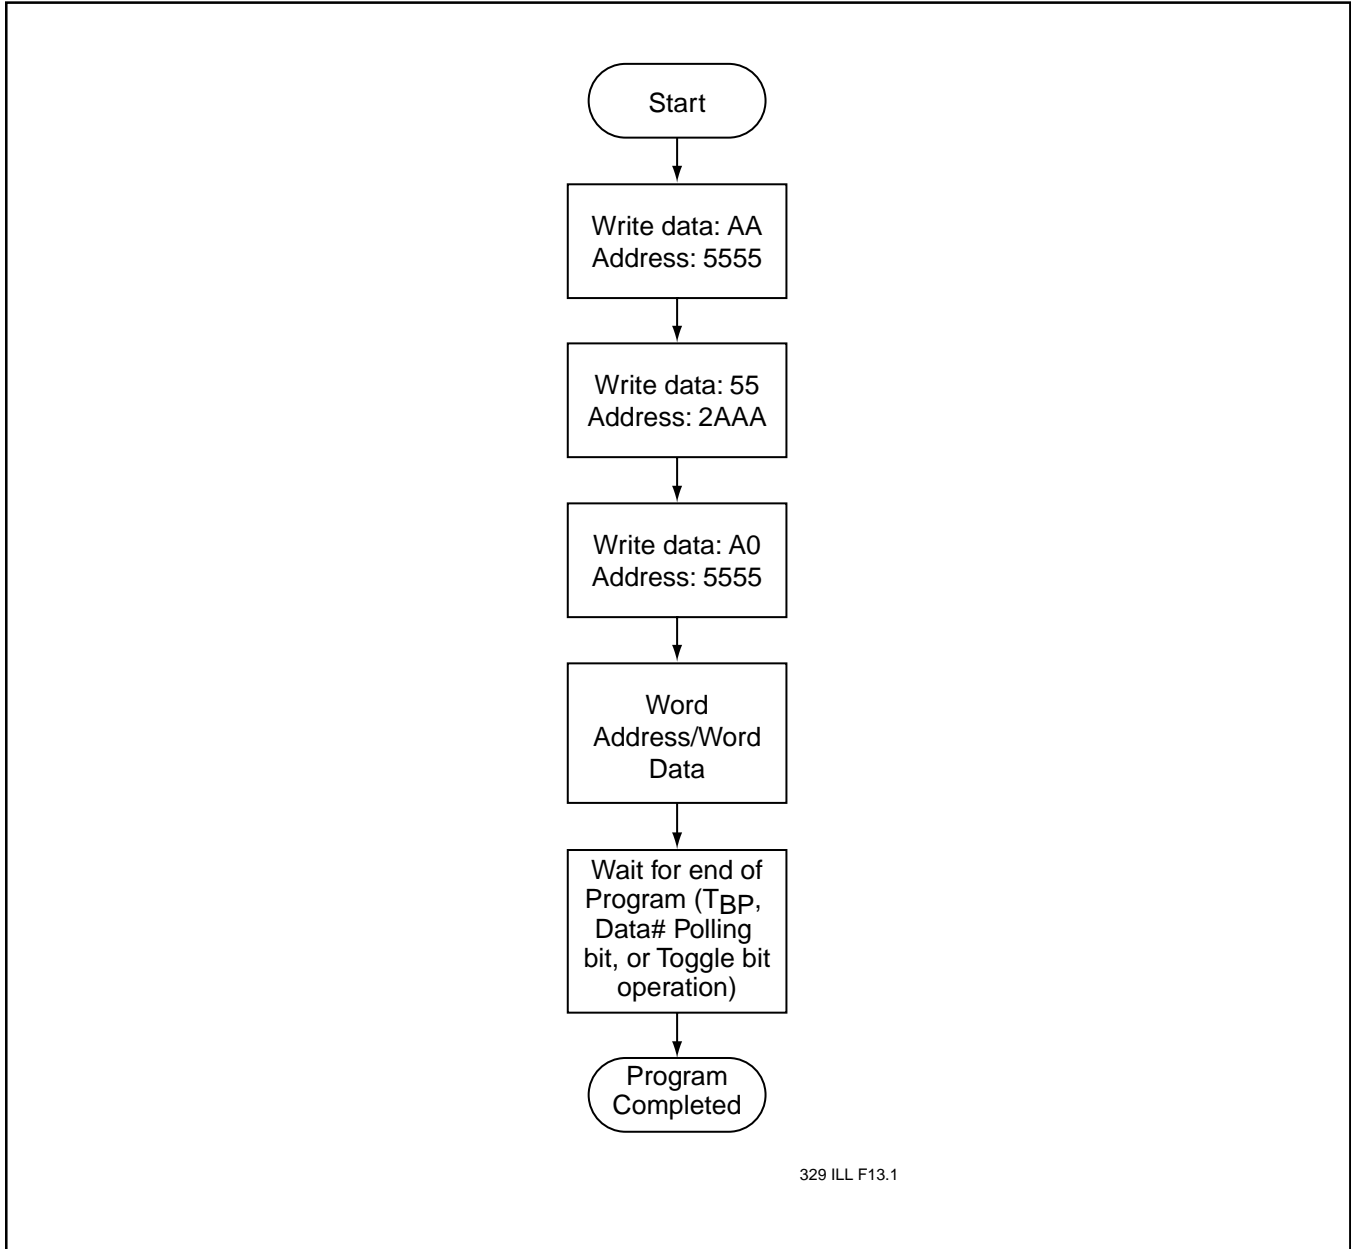 Start
Write data: AA
Address: 5555
Write data: 55
Address: 2AAA
Write data: A0
Address: 5555
Word
Address/Word
Data
Wait for end of
Program (TBP,
Data# Polling
bit, or Toggle bit
operation)
Program
Completed
329 ILL F13.1